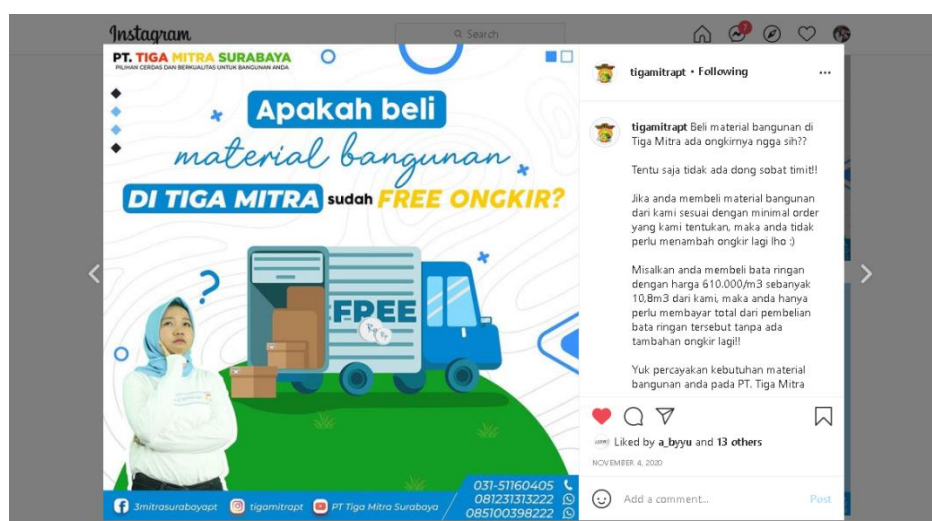 Instagram
Search
7
PT. TIGA MITRA SURABAYA
PILIHAN CERDAS DAN BERKUALITAS UNTUK BANGUNAN ANDA
Apakah beli
material bangunan
DI TIGA MITRA sudah FREE ONGKIR?
?
FREE
Rp
Rp
3mitrasurabayapt
tigamitrapt
PT Tiga Mitra Surabaya
031-51160405
081231313222
085100398222
tigamitrapt • Following
tigamitrapt Beli material bangunan di
Tiga Mitra ada ongkirnya ngga sih??
Tentu saja tidak ada dong sobat timit!!
Jika anda membeli material bangunan
dari kami sesuai dengan minimal order
yang kami tentukan, maka anda tidak
perlu menambah ongkir lagi lho :)
Misalkan anda membeli bata ringan
dengan harga 610.000/m3 sebanyak
10,8m3 dari kami, maka anda hanya
perlu membayar total dari pembelian
bata ringan tersebut tanpa ada
tambahan ongkir lagi!!
Yuk percayakan kebutuhan material
bangunan anda pada PT. Tiga Mitra
Liked by a_byyu and 13 others
NOVEMBER 4, 2020
Add a comment...
Post